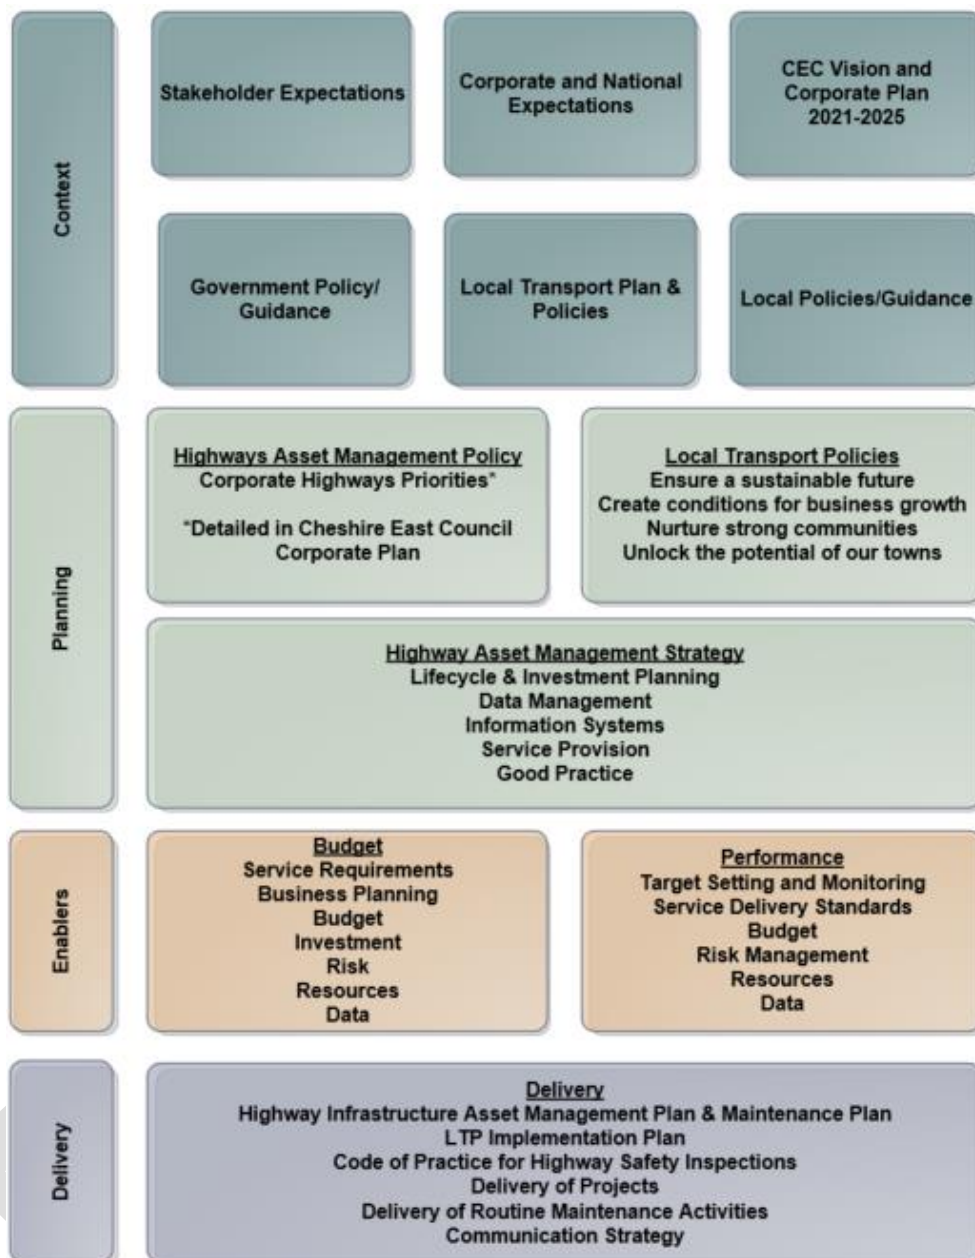 Context
Stakeholder Expectations
Corporate and National
Expectations
CEC Vision and
Corporate Plan
2021-2025
Government Policy/
Guidance
Local Transport Plan &
Policies
Local Policies/Guidance
Planning
Highways Asset Management Policy
Corporate Highways Priorities*
*Detailed in Cheshire East Council
Corporate Plan
Local Transport Policies
Ensure a sustainable future
Create conditions for business growth
Nurture strong communities
Unlock the potential of our towns
Highway Asset Management Strategy
Lifecycle & Investment Planning
Data Management
Information Systems
Service Provision
Good Practice
Enablers
Budget
Service Requirements
Business Planning
Budget
Investment
Risk
Resources
Data
Performance
Target Setting and Monitoring
Service Delivery Standards
Budget
Risk Management
Resources
Data
Delivery
Delivery
Highway Infrastructure Asset Management Plan & Maintenance Plan
LTP Implementation Plan
Code of Practice for Highway Safety Inspections
Delivery of Projects
Delivery of Routine Maintenance Activities
Communication Strategy